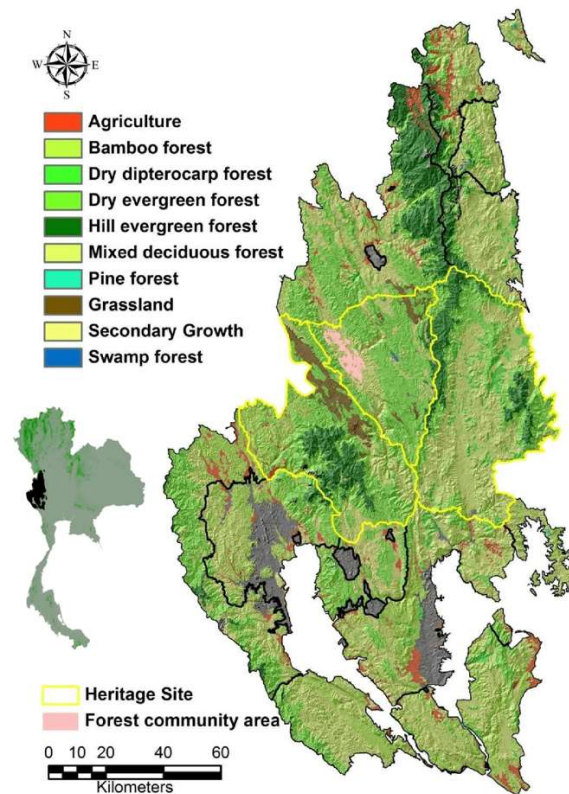 N
W E
S
Agriculture
Bamboo forest
Dry dipterocarp forest
Dry evergreen forest
Hill evergreen forest
Mixed deciduous forest
Pine forest
Grassland
Secondary Growth
Swamp forest
Heritage Site
Forest community area
0 10 20 40 60
Kilometers